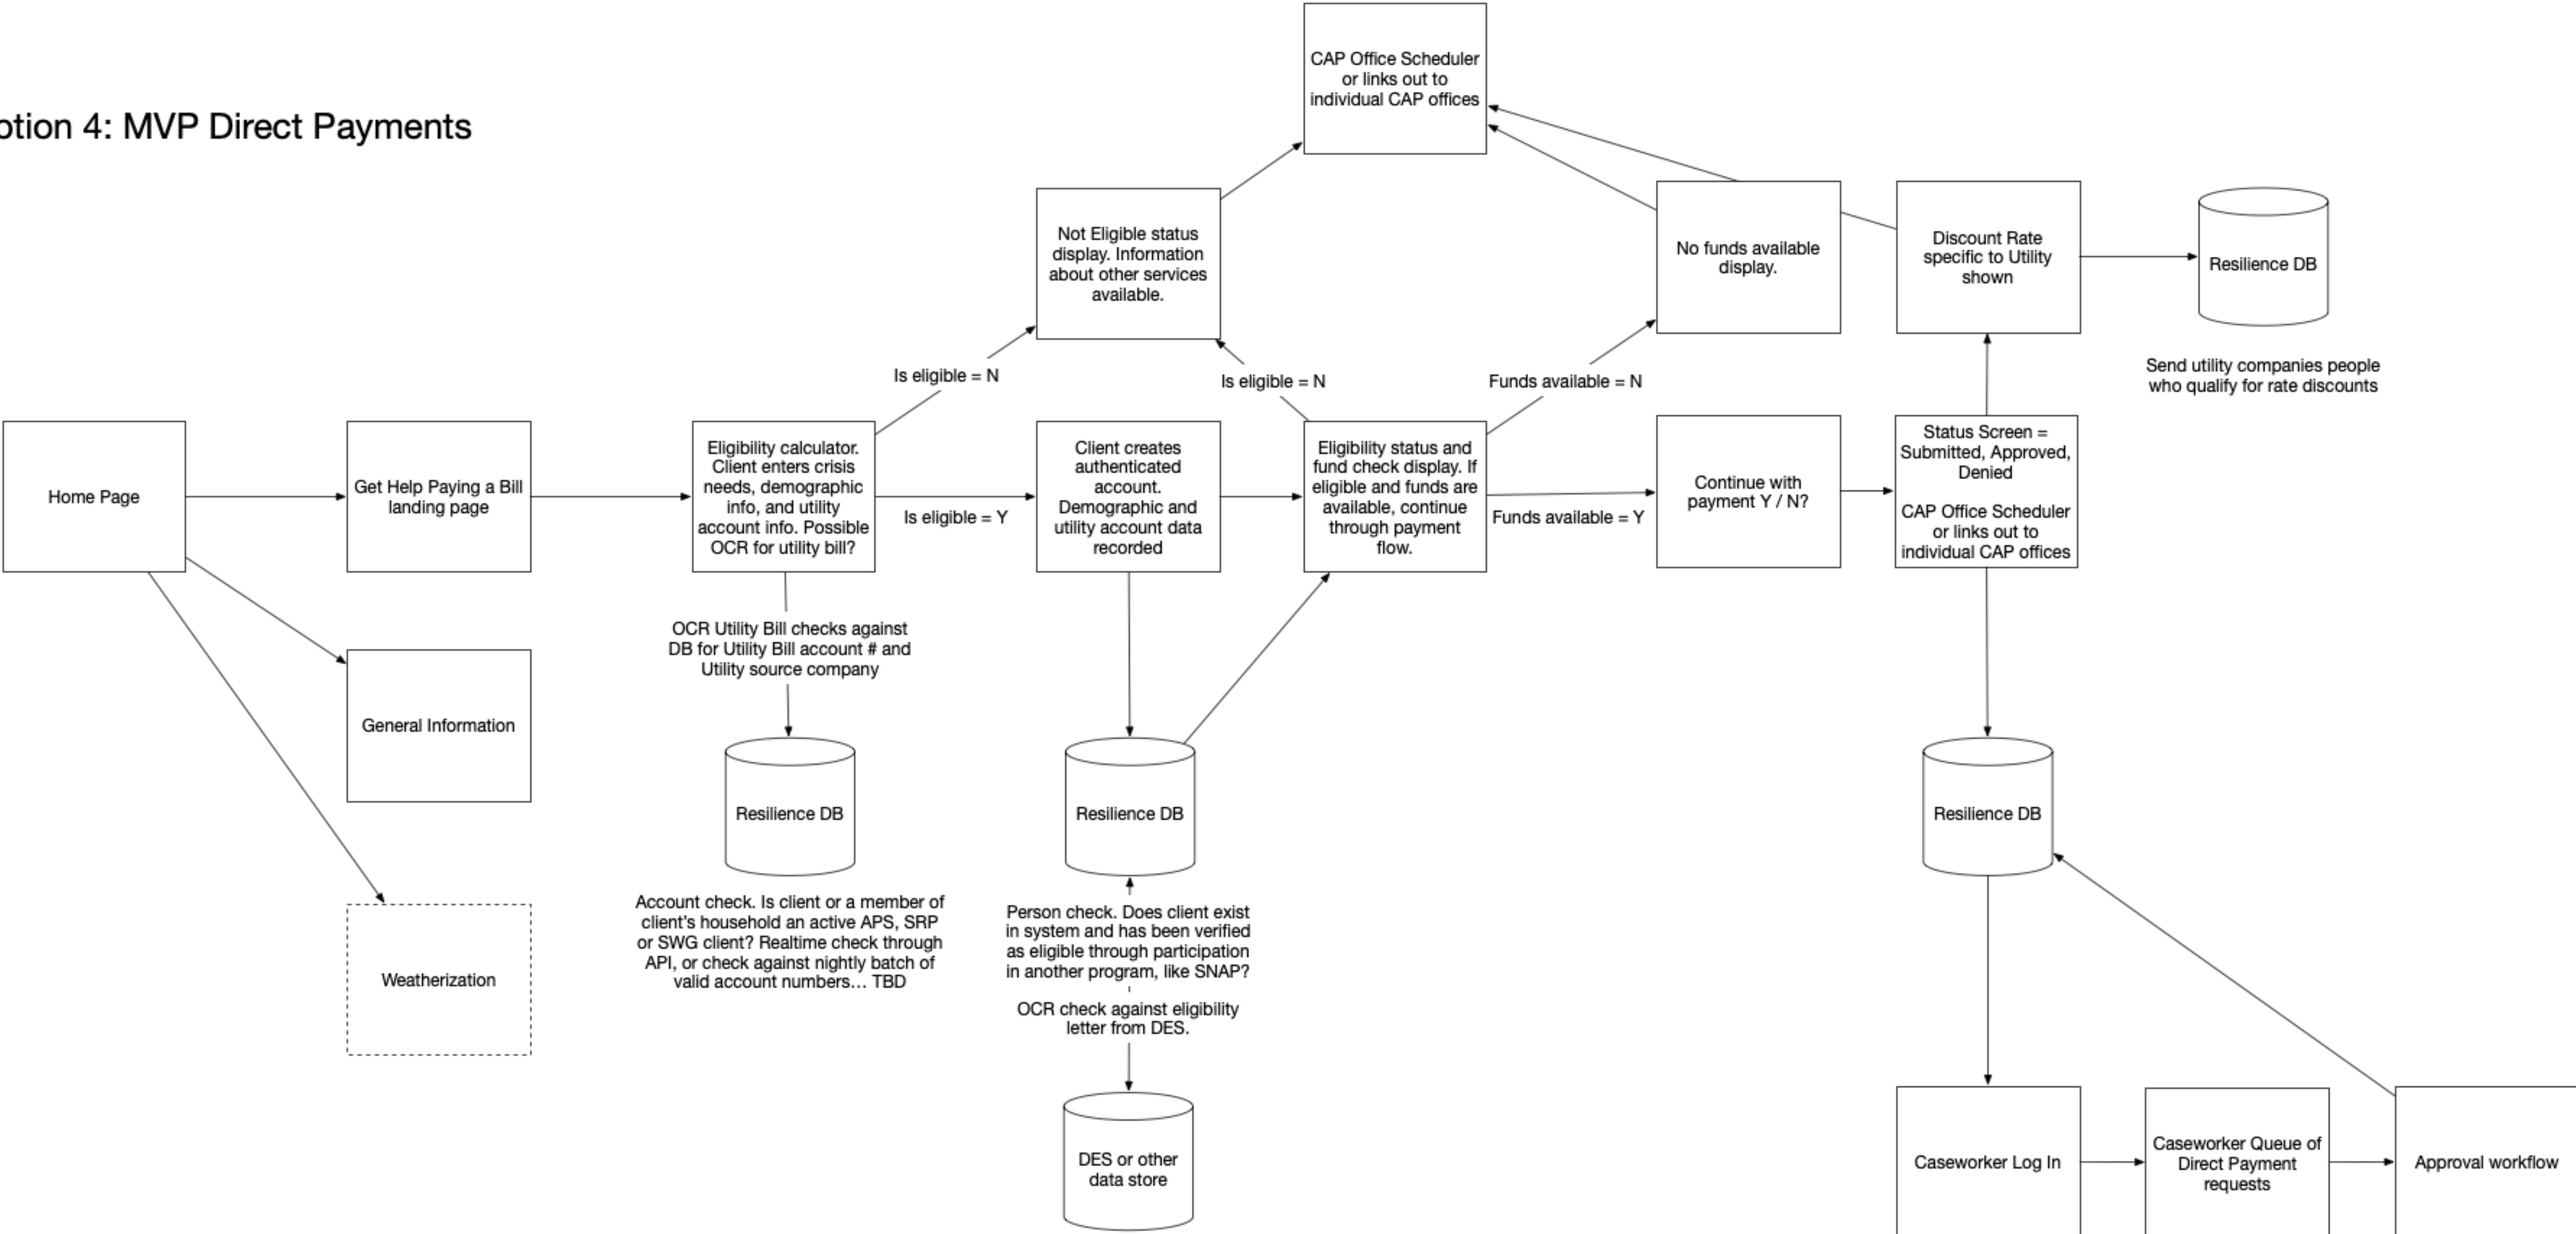 CAP Office Scheduler
or links out to
individual CAP offices
otion 4: MVP Direct Payments
Not Eligible status
display. Information
about other services
available.
No funds available
display.
Discount Rate
specific to Utility
shown
Resilience DB
Send utility companies people
who qualify for rate discounts
Is eligible = N
Is eligible = N
Funds available = N
Home Page
Get Help Paying a Bill
landing page
Eligibility calculator.
Client enters crisis
needs, demographic
info, and utility
account info. Possible
OCR for utility bill?
Is eligible = Y
Client creates
authenticated
account.
Demographic and
utility account data
recorded
Eligibility status and
fund check display. If
eligible and funds are
available, continue
through payment
flow.
Funds available = Y
Continue with
payment Y / N?
Status Screen =
Submitted, Approved,
Denied
CAP Office Scheduler
or links out to
individual CAP offices
OCR Utility Bill checks against
DB for Utility Bill account # and
Utility source company
General Information
Resilience DB
Resilience DB
Resilience DB
Account check. Is client or a member of
client's household an active APS, SRP
or SWG client? Realtime check through
API, or check against nightly batch of
valid account numbers... TBD
Person check. Does client exist
in system and has been verified
as eligible through participation
in another program, like SNAP?
OCR check against eligibility
letter from DES.
Weatherization
DES or other
data store
Caseworker Log In
Caseworker Queue of
Direct Payment
requests
Approval workflow